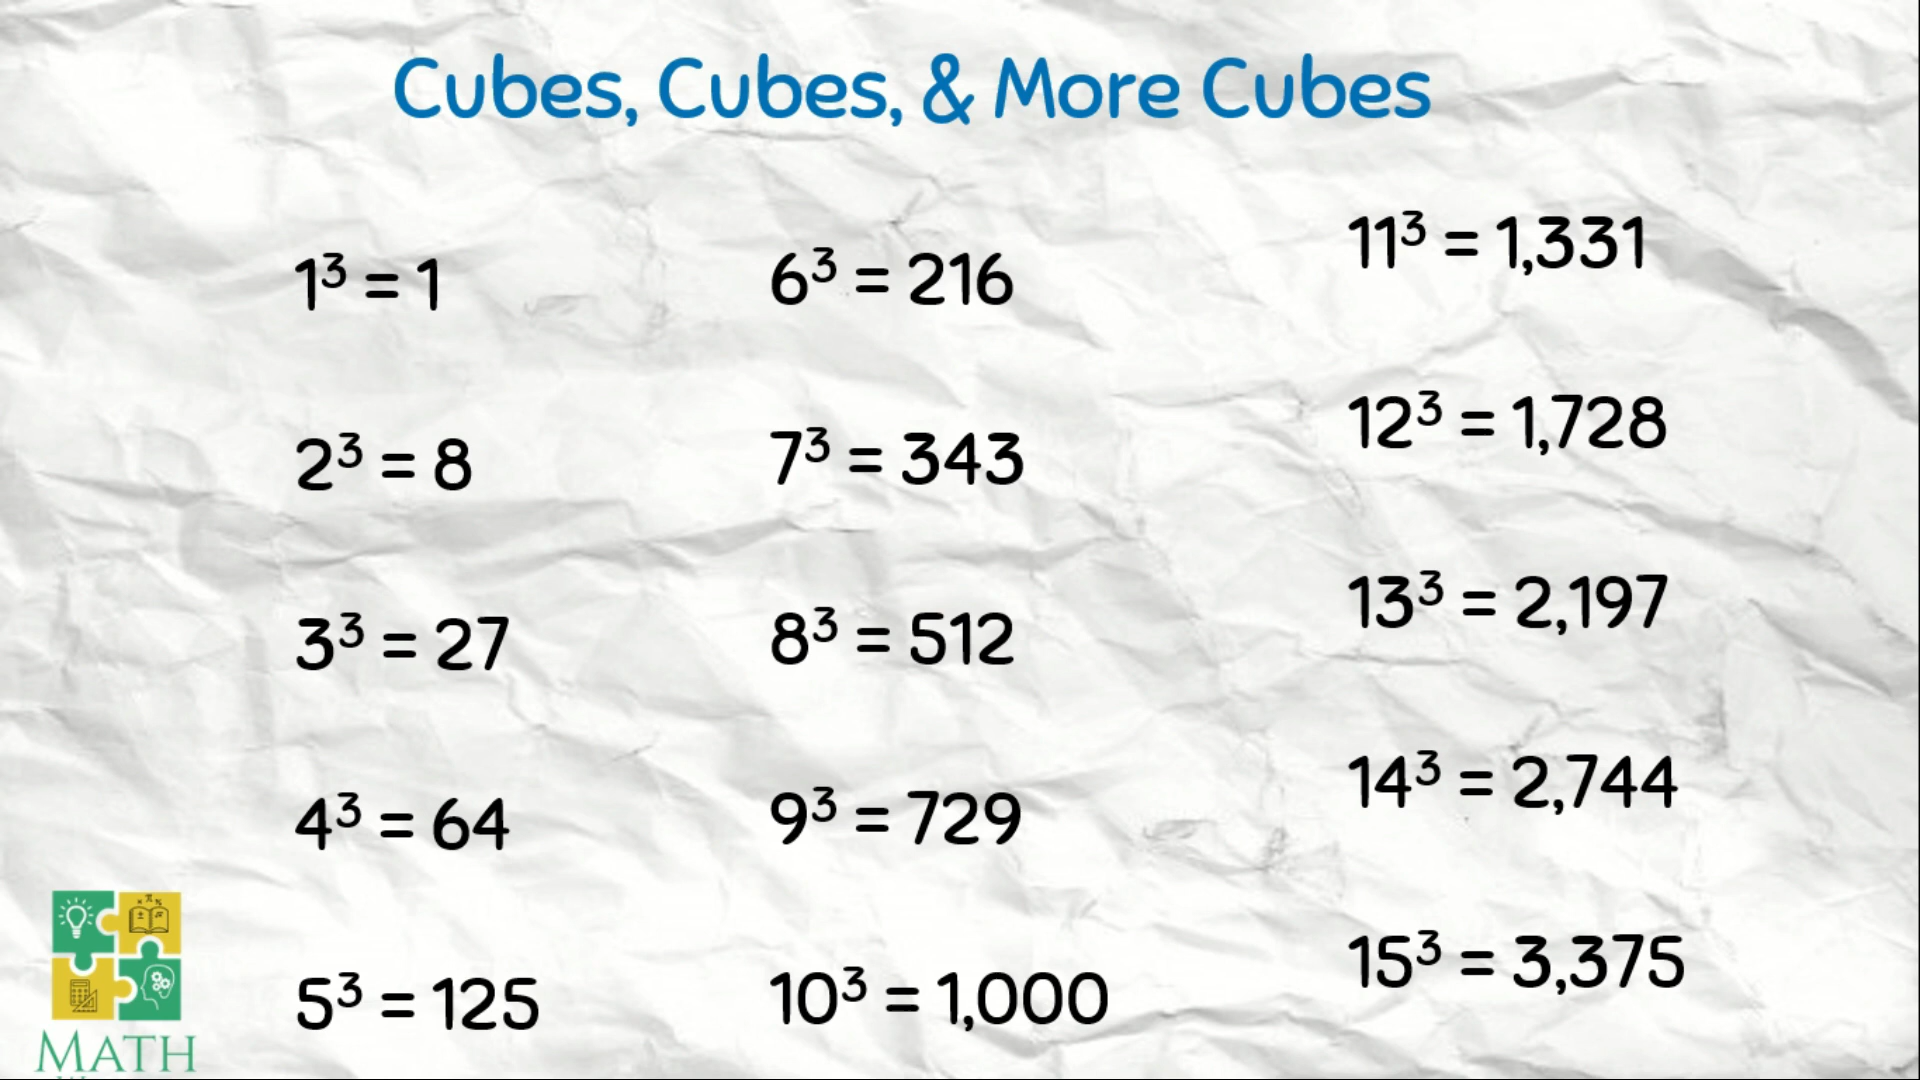 Cubes, Cubes, & More Cubes
1³ = 1
2³ = 8
3³ = 27
4³ = 64
5³ = 125
6³ = 216
7³ = 343
8³ = 512
9³ = 729
10³ = 1,000
11³ = 1,331
12³ = 1,728
13³ = 2,197
14³ = 2,744
15³ = 3,375
MATH